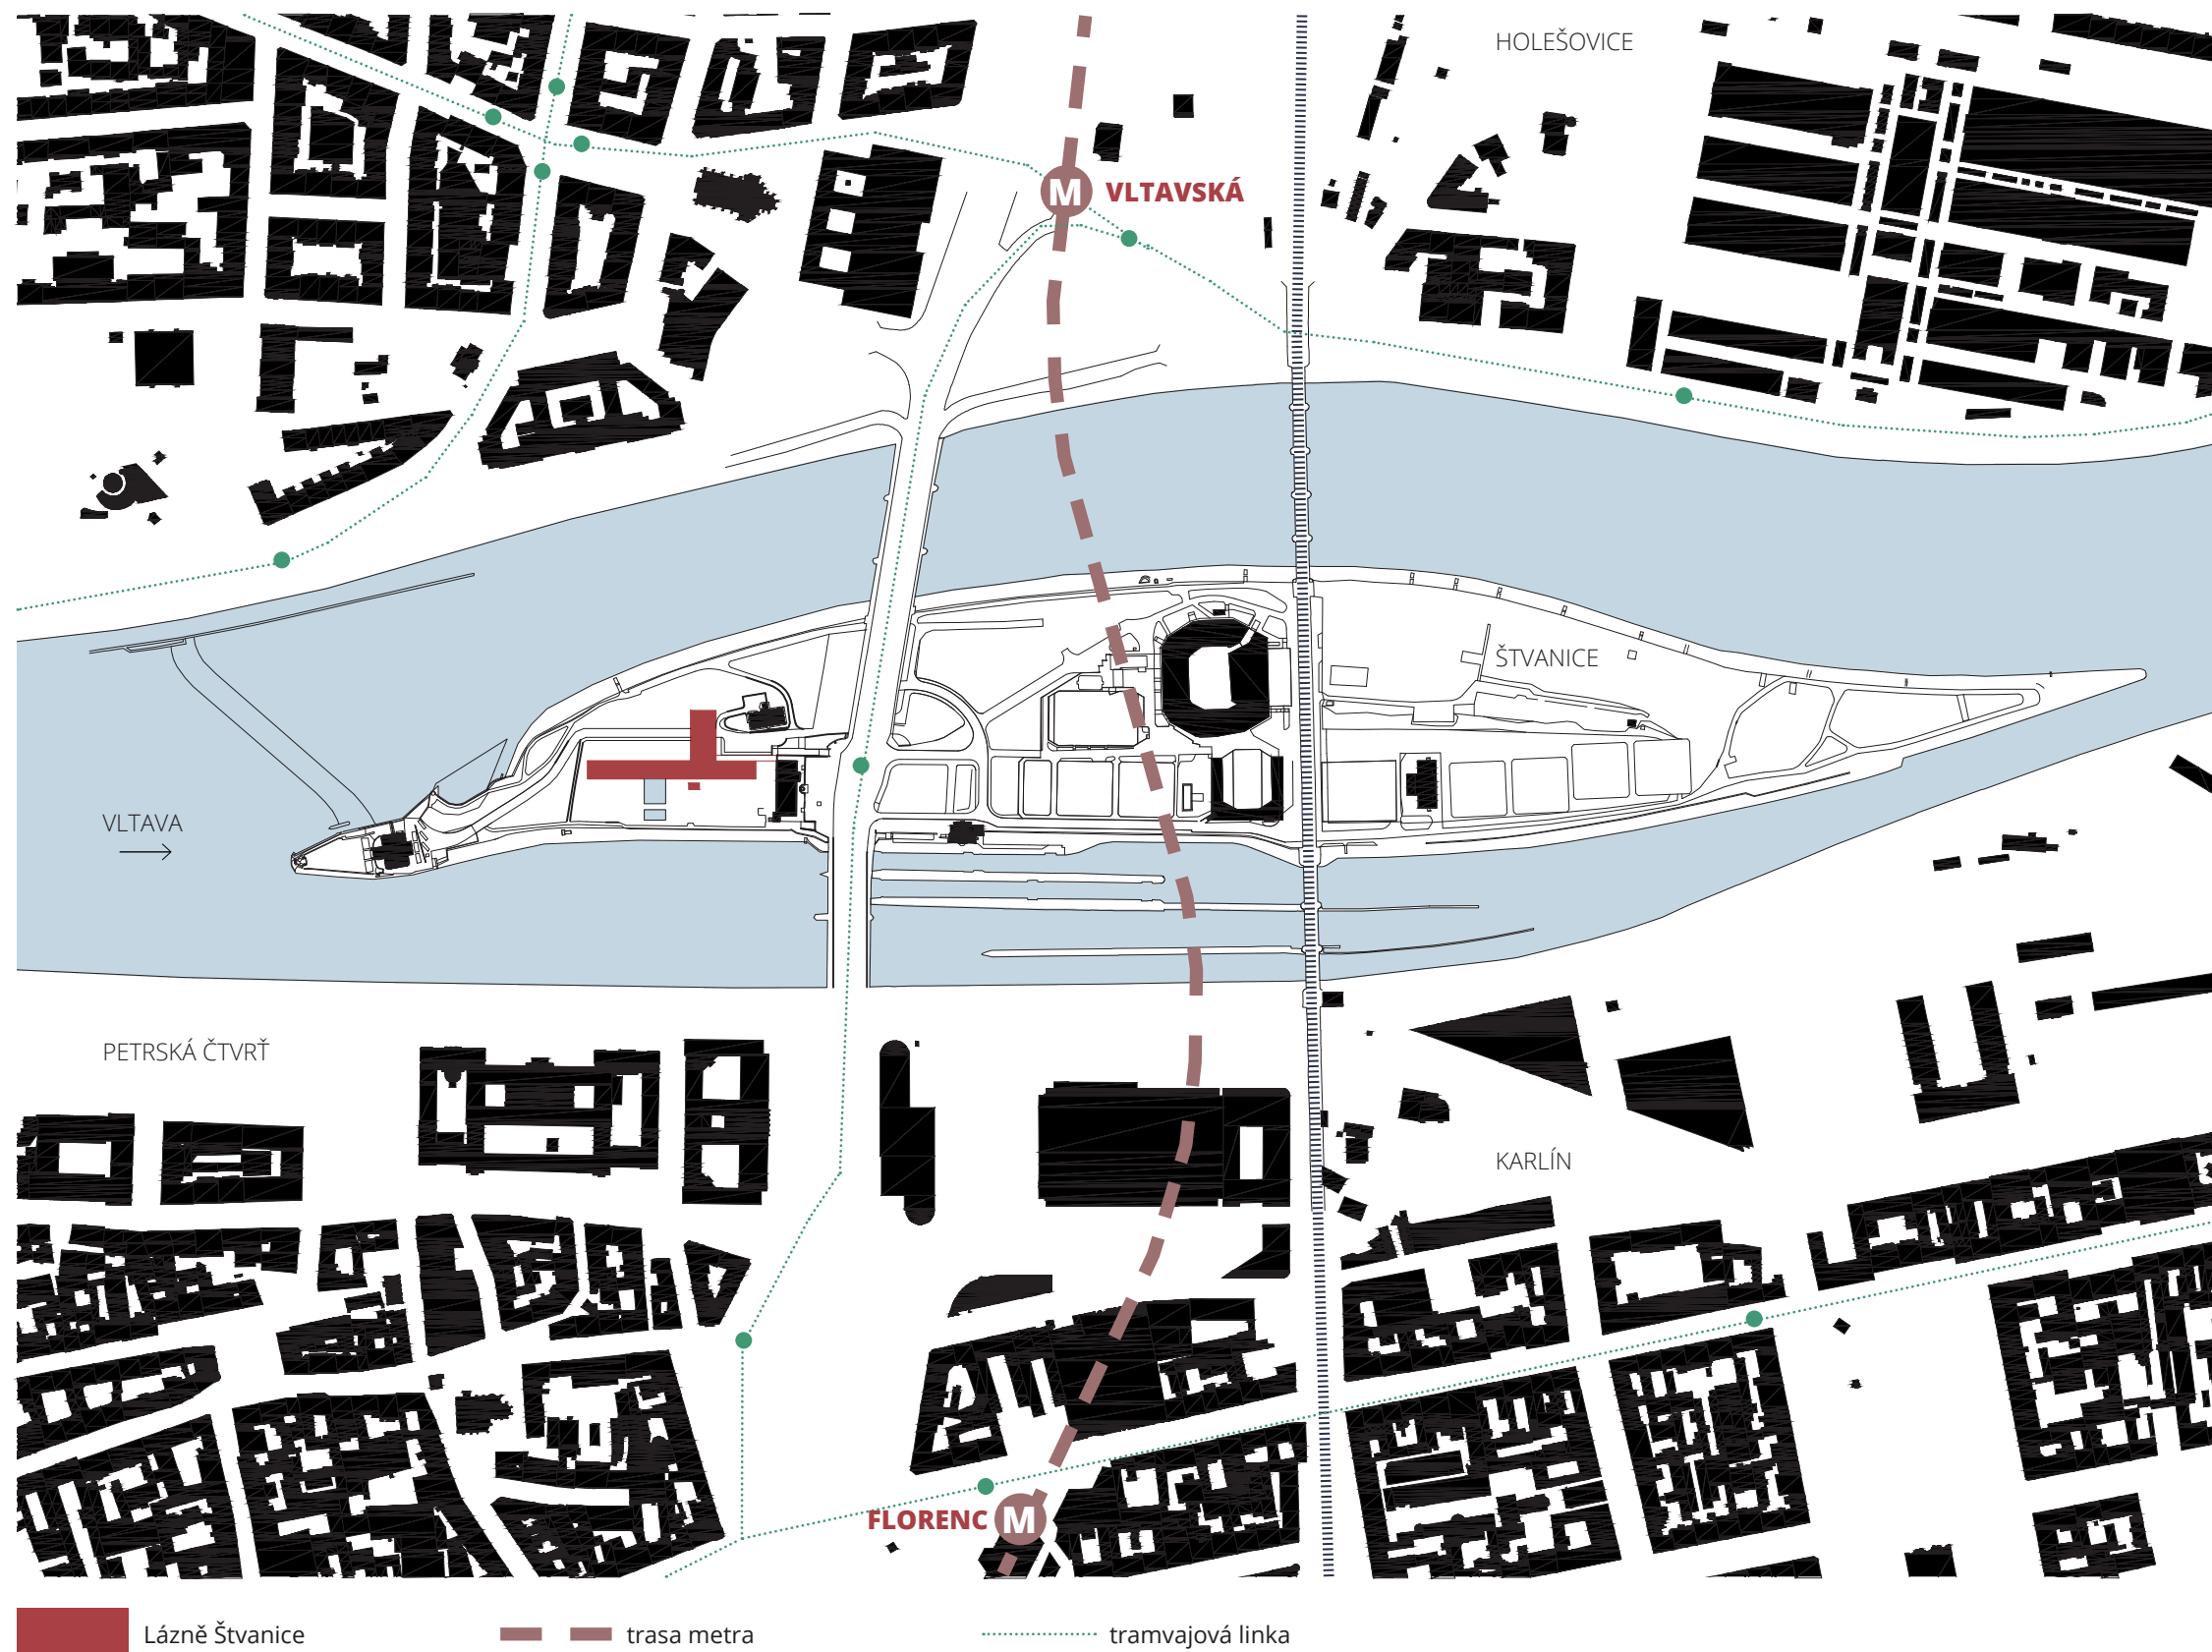 HOLEŠOVICE
M VLTAVSKÁ
ŠTVANICE
VLTAVA
PETRSKÁ ČTVRŤ
KARLÍN
FLORENC M
Lázně Štvanice
trasa metra
tramvajová linka